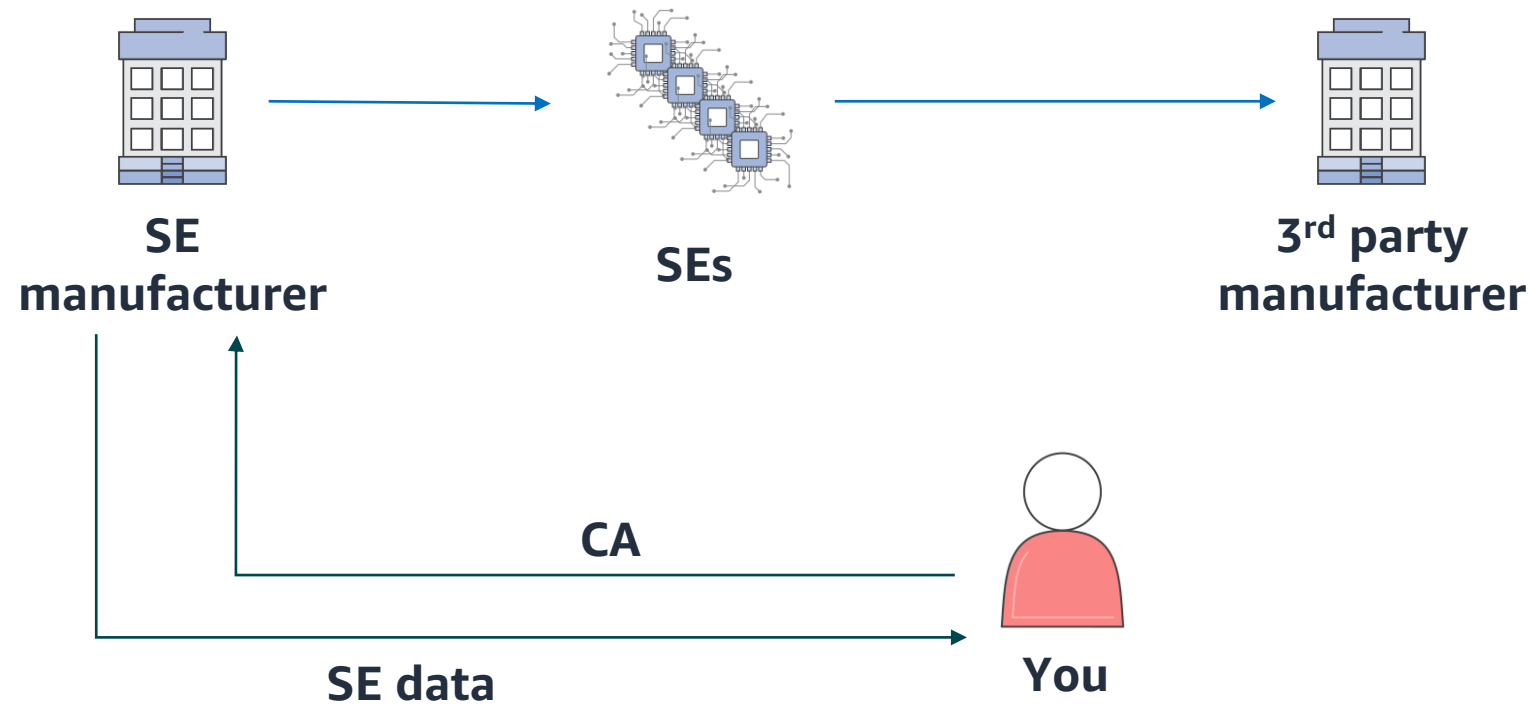 SE
manufacturer
SEs
3rd party
manufacturer
CA
SE data
You